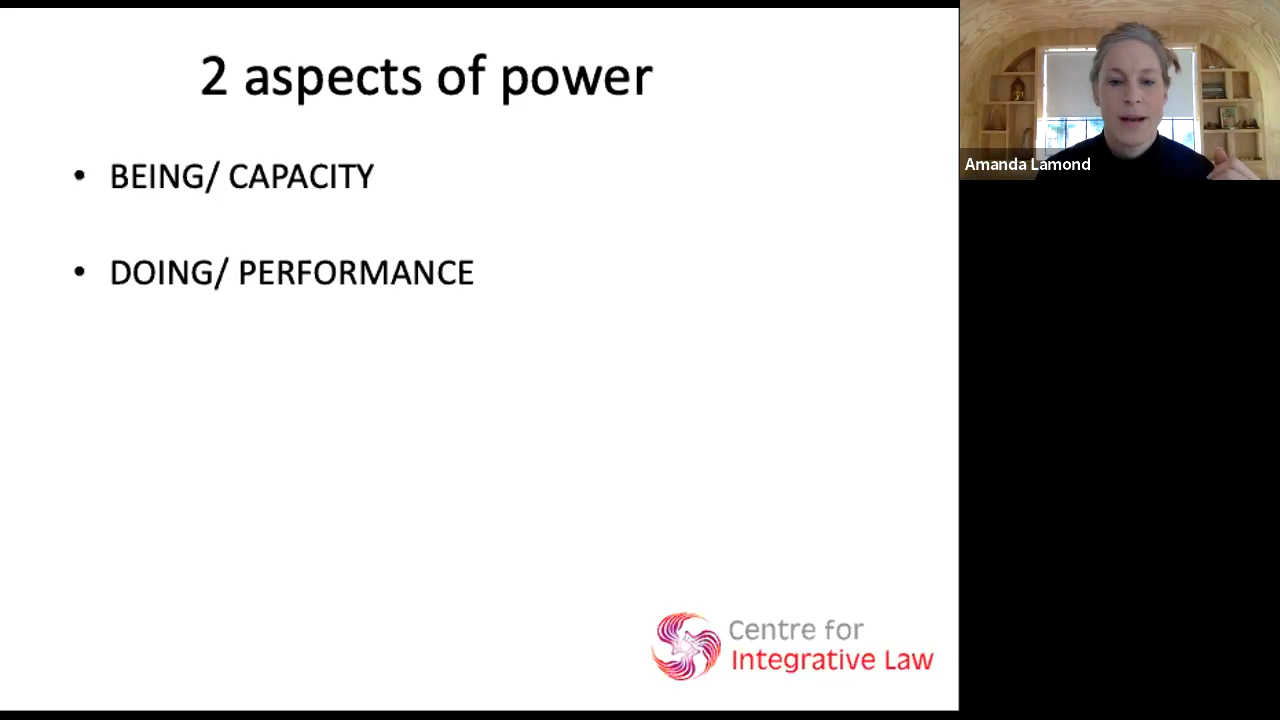 2 aspects of power
• BEING/ CAPACITY
• DOING/ PERFORMANCE
Centre for
Integrative Law
Amanda Lamond